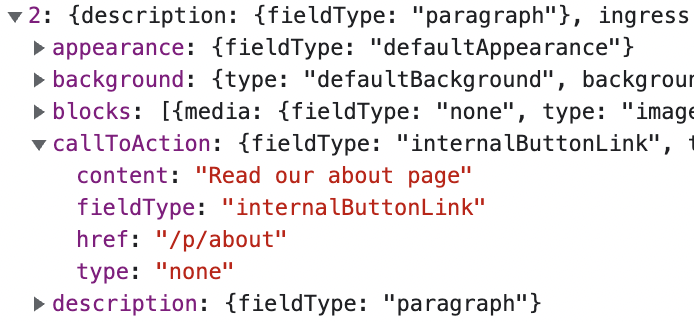 2: {description: {fieldType: "paragraph"}, ingress
appearance: {fieldType: "defaultAppearance"}
background: {type: "defaultBackground", backgroun
blocks: [{media: {fieldType: "none", type: "image
callToAction: {fieldType: "internalButtonLink", t
content: "Read our about page"
fieldType: "internalButtonLink"
href: "/p/about"
type: "none"
description: {fieldType: "paragraph"}